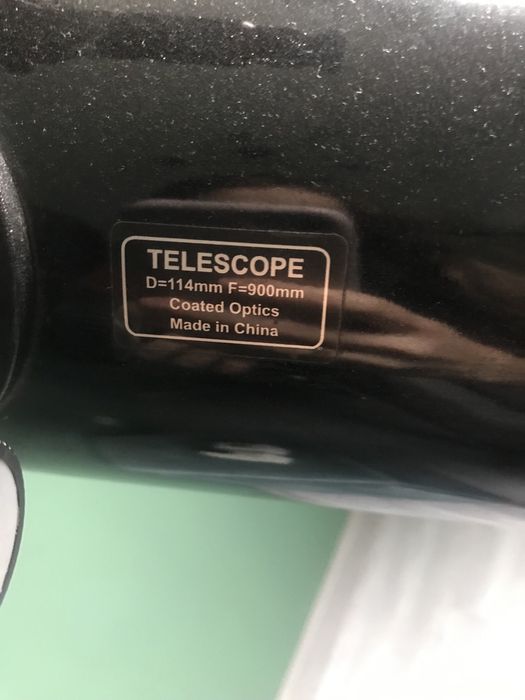 TELESCOPE
D=114mm F=900mm
Coated Optics
Made in China